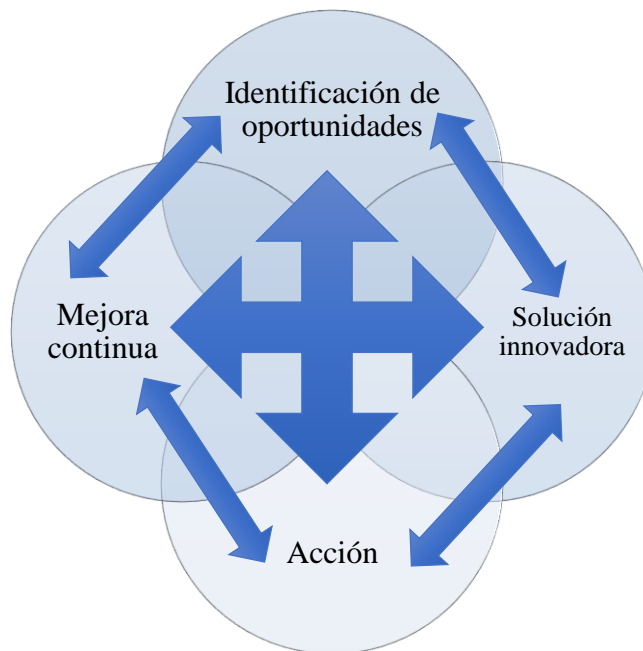 Identificación de
oportunidades
Mejora
continua
Solución
innovadora
Acción